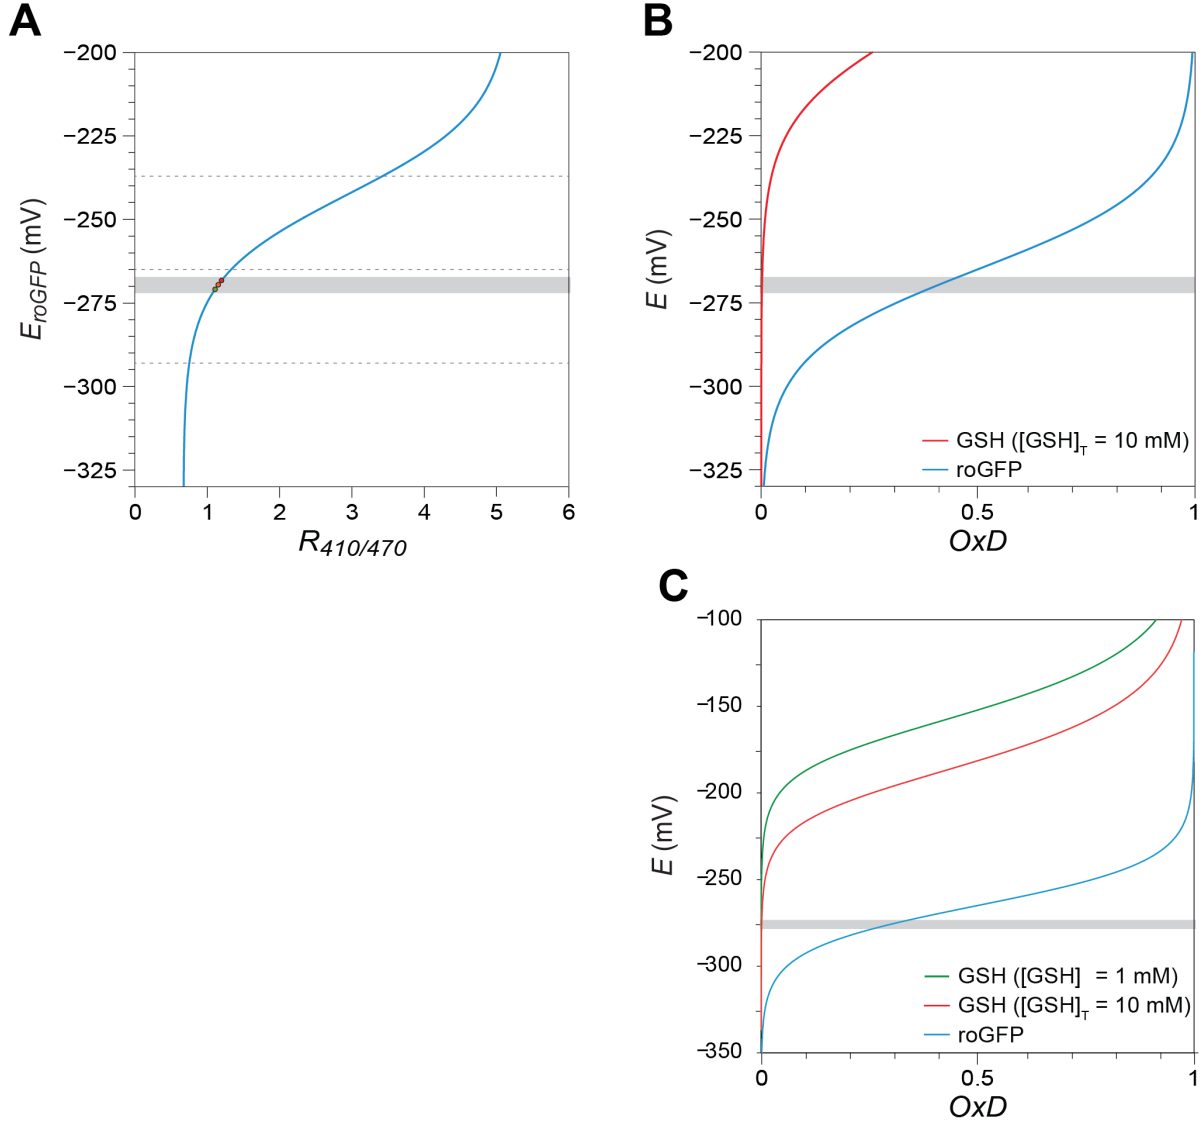 A
−200
−225
−250
−275
−300
−325
E_roGFP (mV)
0 1 2 3 4 5 6
R_410/470
B
−200
−225
−250
−275
−300
−325
E (mV)
GSH ([GSH]_T = 10 mM)
roGFP
0 0.5 1
OxD
C
−100
−150
−200
−250
−300
−350
E (mV)
GSH ([GSH] = 1 mM)
GSH ([GSH]_T = 10 mM)
roGFP
0 0.5 1
OxD